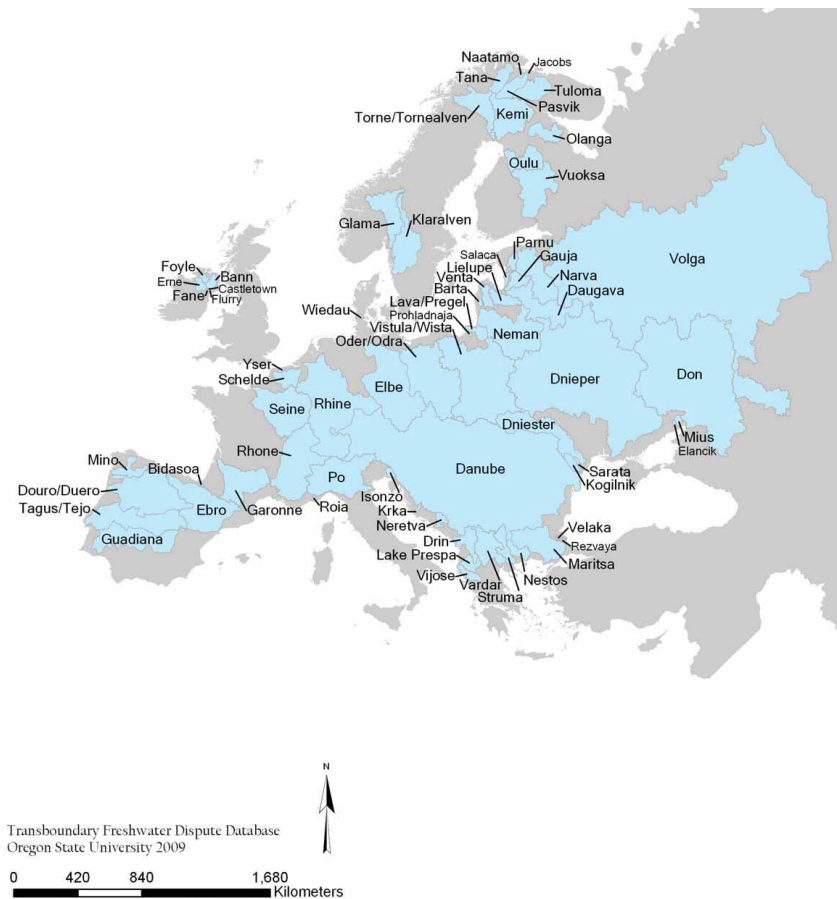 Naatamo
Jacobs
Tana
Tuloma
Pasvik
Torne/Tornealven
Kemi
Olanga
Oulu
Vuoksa
Glama
Klaralven
Parnu
Salaca
Gauja
Volga
Foyle
Bann
Lielupe
Erne
Castletown
Venta
Narva
Fane
Flurry
Barta
Daugava
Wiedau
Lava/Pregel
Prohladnaja
Vistula/Wista
Neman
Oder/Odra
Yser
Schelde
Elbe
Dnieper
Don
Seine
Rhine
Dniester
Mius
Elancik
Rhone
Mino
Bidasoa
Danube
Sarata
Po
Kogilnik
Douro/Duero
Isonzo
Tagus/Tejo
Ebro
Garonne
Roia
Krka
Neretva
Velaka
Guadiana
Drin
Rezvaya
Lake Prespa
Maritsa
Vijose
Vardar
Nestos
Struma
N
Transboundary Freshwater Dispute Database
Oregon State University 2009
0 420 840 1,680
Kilometers